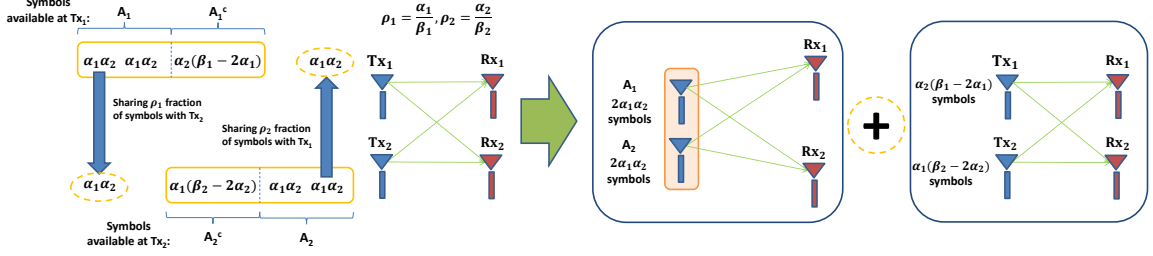 Symbols
available at Tx₁:
A₁
A₁ᶜ
α₁α₂ α₁α₂
α₂(β₁ − 2α₁)
α₁α₂
Sharing ρ₁ fraction
of symbols with Tx₂
Sharing ρ₂ fraction
of symbols with Tx₁
α₁α₂
α₁(β₂ − 2α₂)
α₁α₂ α₁α₂
Symbols
available at Tx₂:
A₂ᶜ
A₂
ρ₁ = α₁/β₁, ρ₂ = α₂/β₂
Tx₁
Rx₁
Tx₂
Rx₂
A₁
2α₁α₂
symbols
A₂
2α₁α₂
symbols
Rx₁
Rx₂
+
Tx₁
Rx₁
α₂(β₁ − 2α₁)
symbols
Tx₂
Rx₂
α₁(β₂ − 2α₂)
symbols